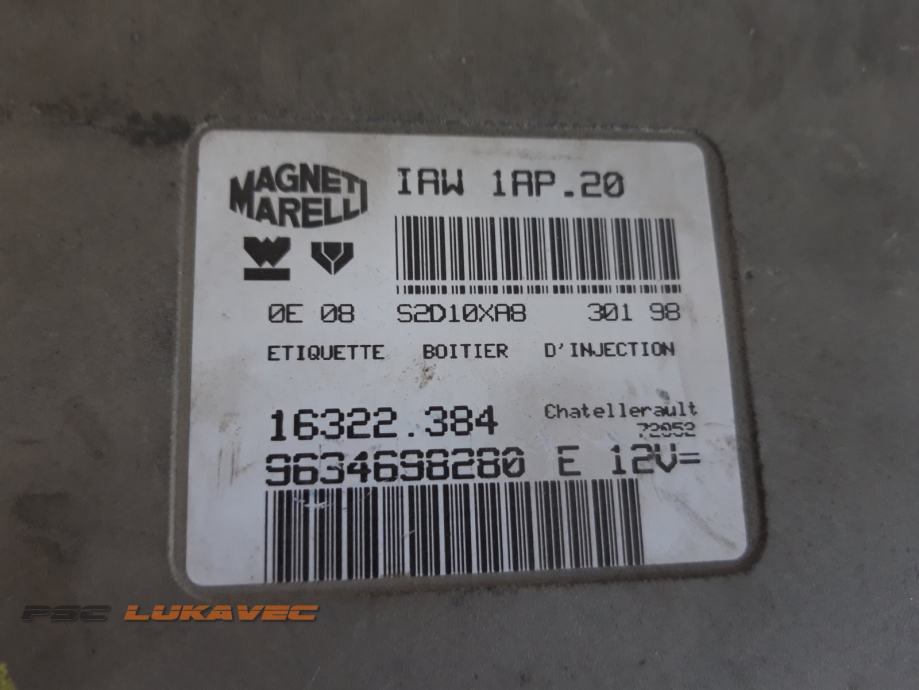 MAGNETI
MARELLI
IAW 1AP.20
0E 08 S2D10XA8 301 98
ETIQUETTE BOITIER D'INJECTION
16322.384 Chatellerault
72052
9634698280 E 12V=
PSC LUKAVEC